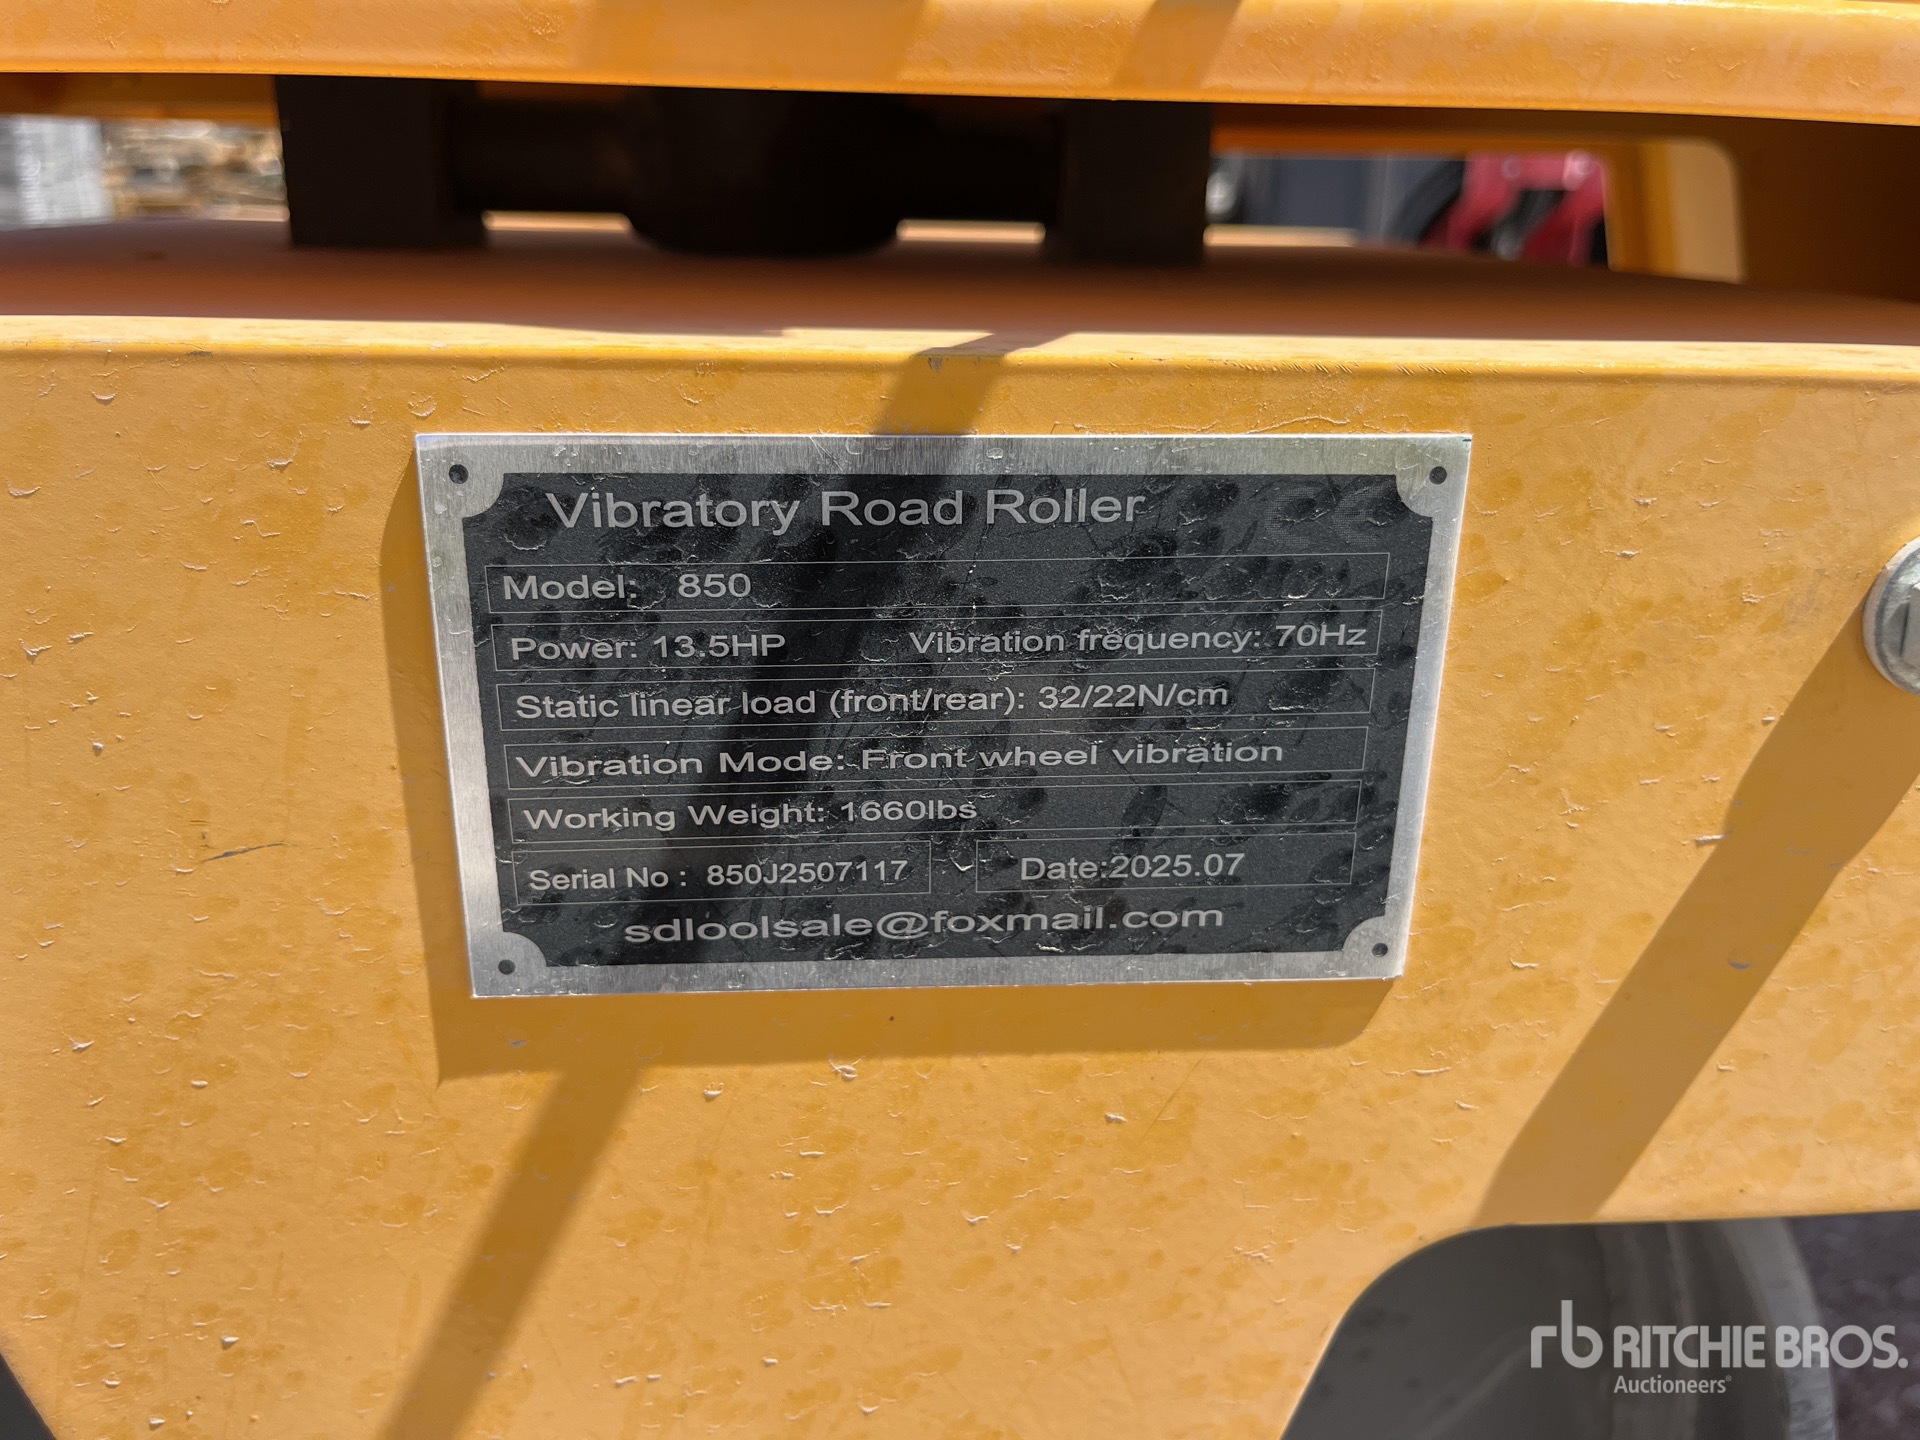 Vibratory Road Roller
Model: 850
Power: 13.5HP Vibration frequency: 70Hz
Static linear load (front/rear): 32/22N/cm
Vibration Mode: Front wheel vibration
Working Weight: 1660lbs
Serial No : 850J2507117 Date:2025.07
sdloolsale@foxmail.com
rb RITCHIE BROS.
Auctioneers®